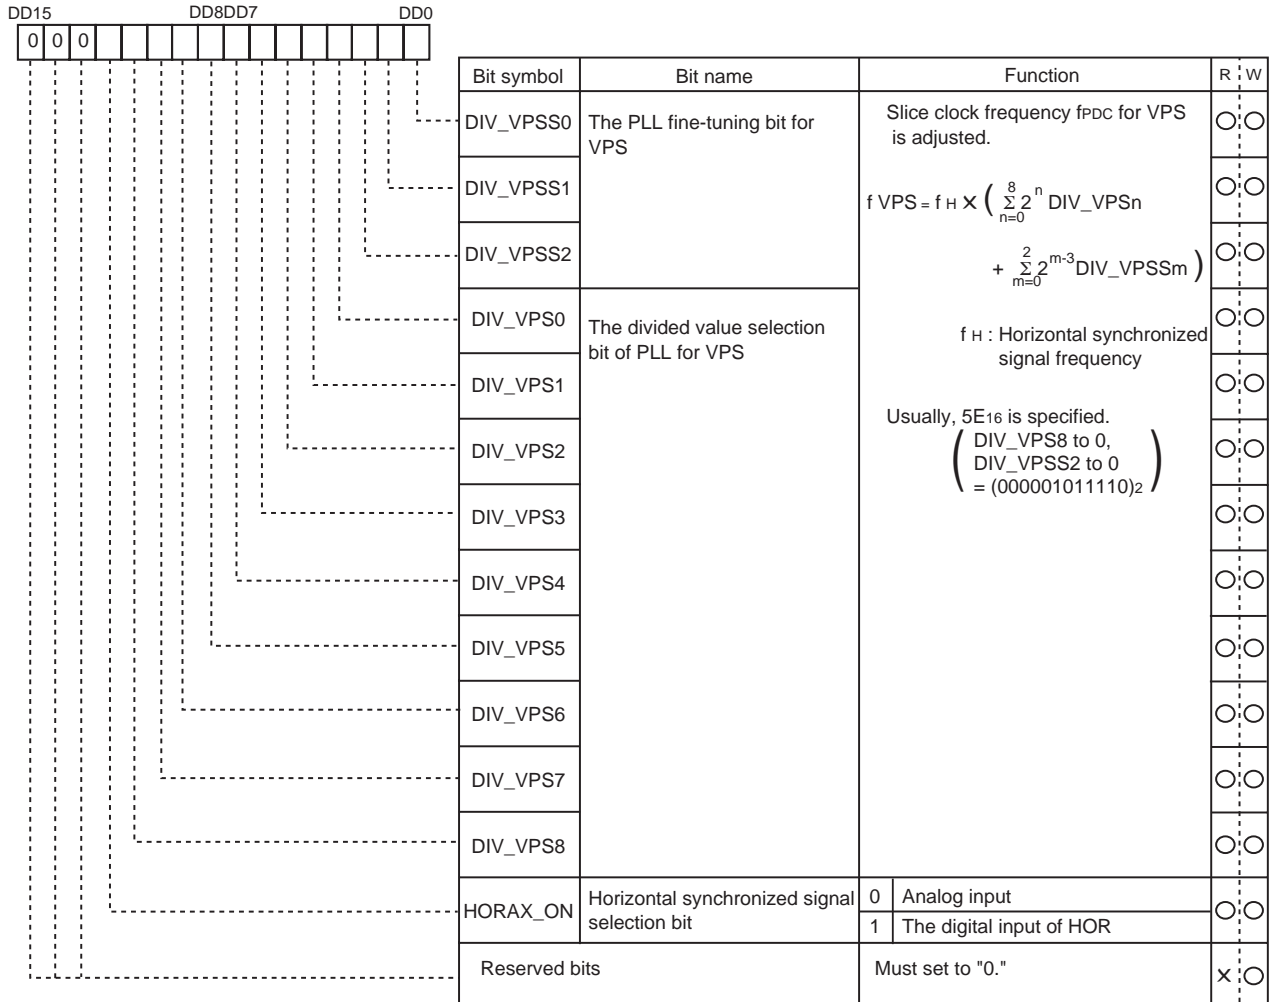 DD15 DD8DD7 DD0
0 0 0
Bit symbol Bit name Function R W
DIV_VPSS0 The PLL fine-tuning bit for
VPS
Slice clock frequency fPDC for VPS
is adjusted.
DIV_VPSS1
f VPS = f H × ( 8 Σ n=0 2 n DIV_VPSn
DIV_VPSS2
+ 2 Σ m=0 2 m-3 DIV_VPSSm )
DIV_VPS0 The divided value selection
bit of PLL for VPS
f H : Horizontal synchronized
signal frequency
DIV_VPS1
Usually, 5E16 is specified.
( DIV_VPS8 to 0,
DIV_VPSS2 to 0
= (000001011110)2 )
DIV_VPS2
DIV_VPS3
DIV_VPS4
DIV_VPS5
DIV_VPS6
DIV_VPS7
DIV_VPS8
HORAX_ON Horizontal synchronized signal
selection bit
0 Analog input
1 The digital input of HOR
Reserved bits Must set to "0." ×